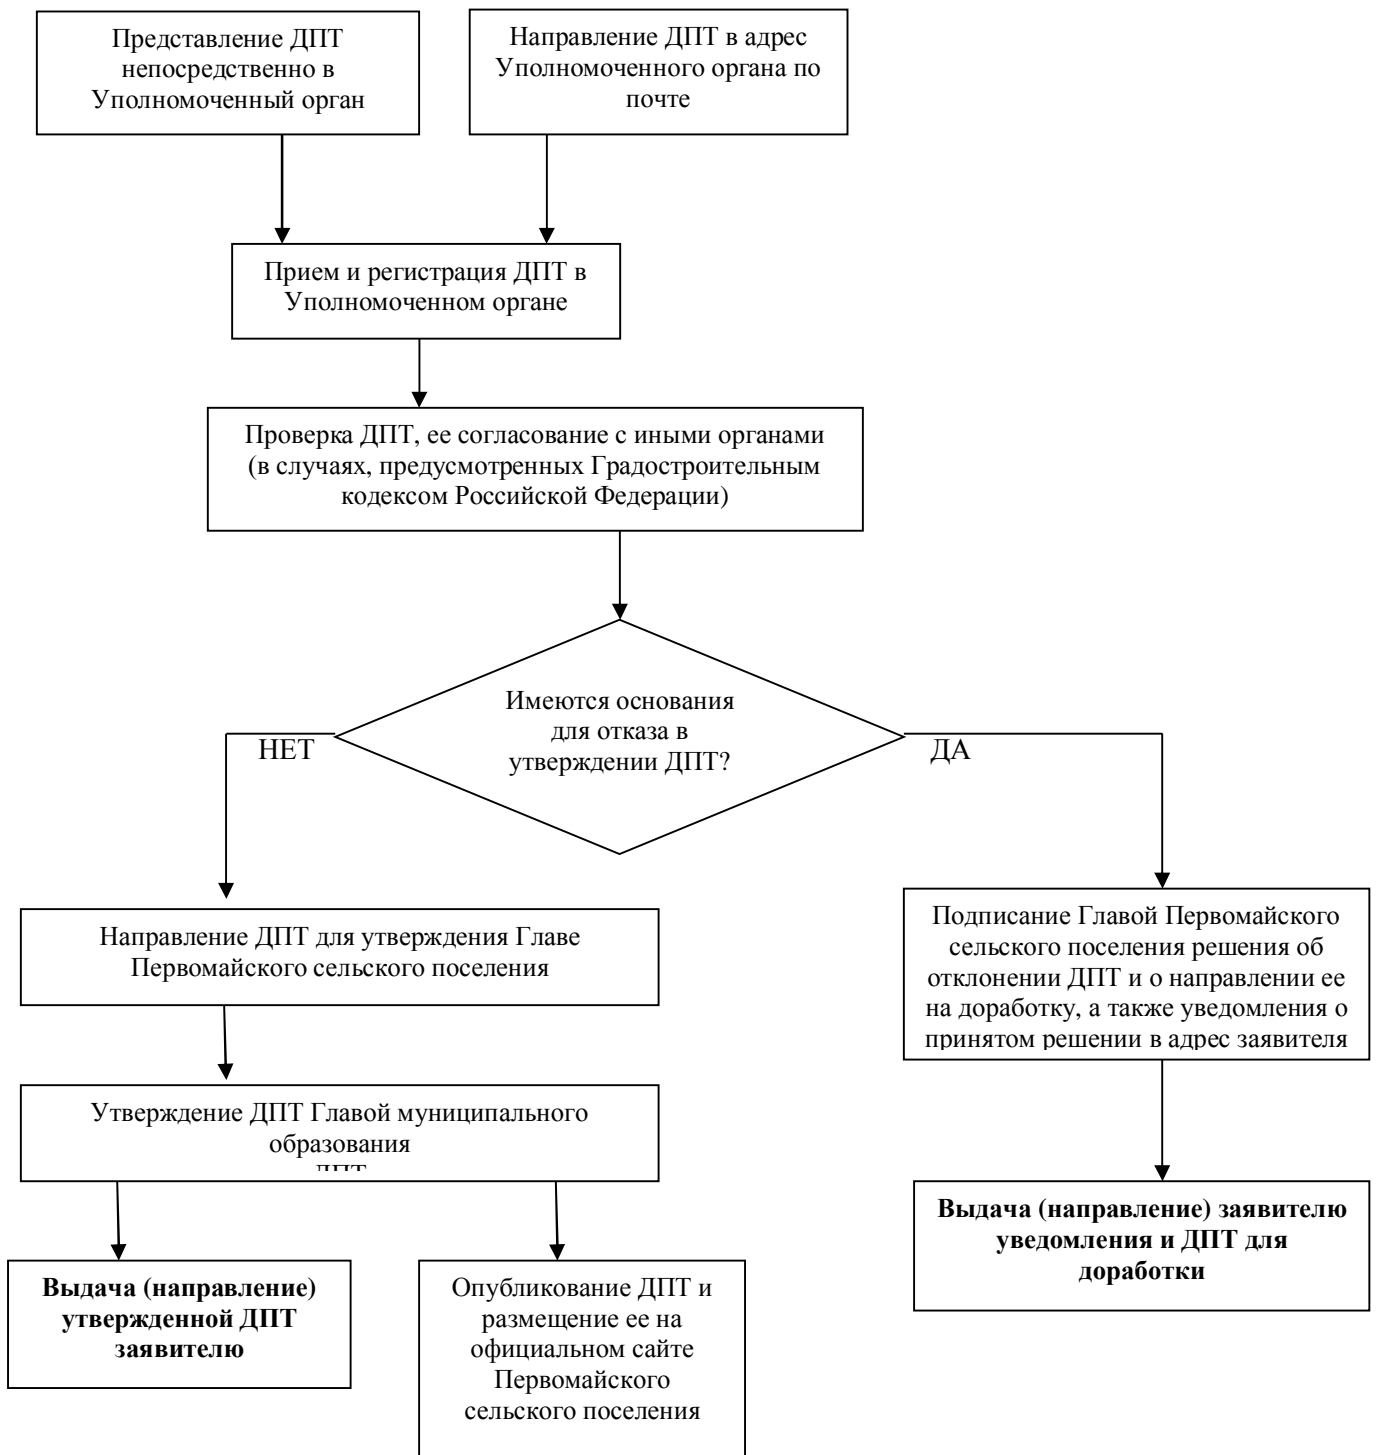 Представление ДПТ
непосредственно в
Уполномоченный орган
Направление ДПТ в адрес
Уполномоченного органа по
почте
Прием и регистрация ДПТ в
Уполномоченном органе
Проверка ДПТ, ее согласование с иными органами
(в случаях, предусмотренных Градостроительным
кодексом Российской Федерации)
Имеются основания
для отказа в
утверждении ДПТ?
НЕТ
ДА
Направление ДПТ для утверждения Главе
Первомайского сельского поселения
Подписание Главой Первомайского
сельского поселения решения об
отклонении ДПТ и о направлении ее
на доработку, а также уведомления о
принятом решении в адрес заявителя
Утверждение ДПТ Главой муниципального
образования
ДПТ
Выдача (направление) заявителю
уведомления и ДПТ для
доработки
Выдача (направление)
утвержденной ДПТ
заявителю
Опубликование ДПТ и
размещение ее на
официальном сайте
Первомайского
сельского поселения